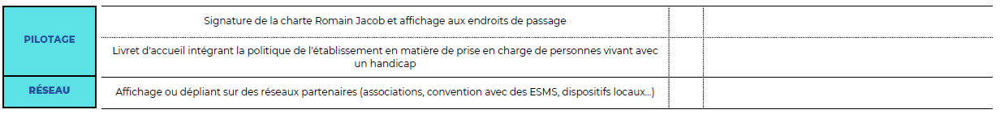 PILOTAGE
Signature de la charte Romain Jacob et affichage aux endroits de passage
Livret d'accueil intégrant la politique de l'établissement en matière de prise en charge de personnes vivant avec
un handicap
RÉSEAU
Affichage ou dépliant sur des réseaux partenaires (associations, convention avec des ESMS, dispositifs locaux...)